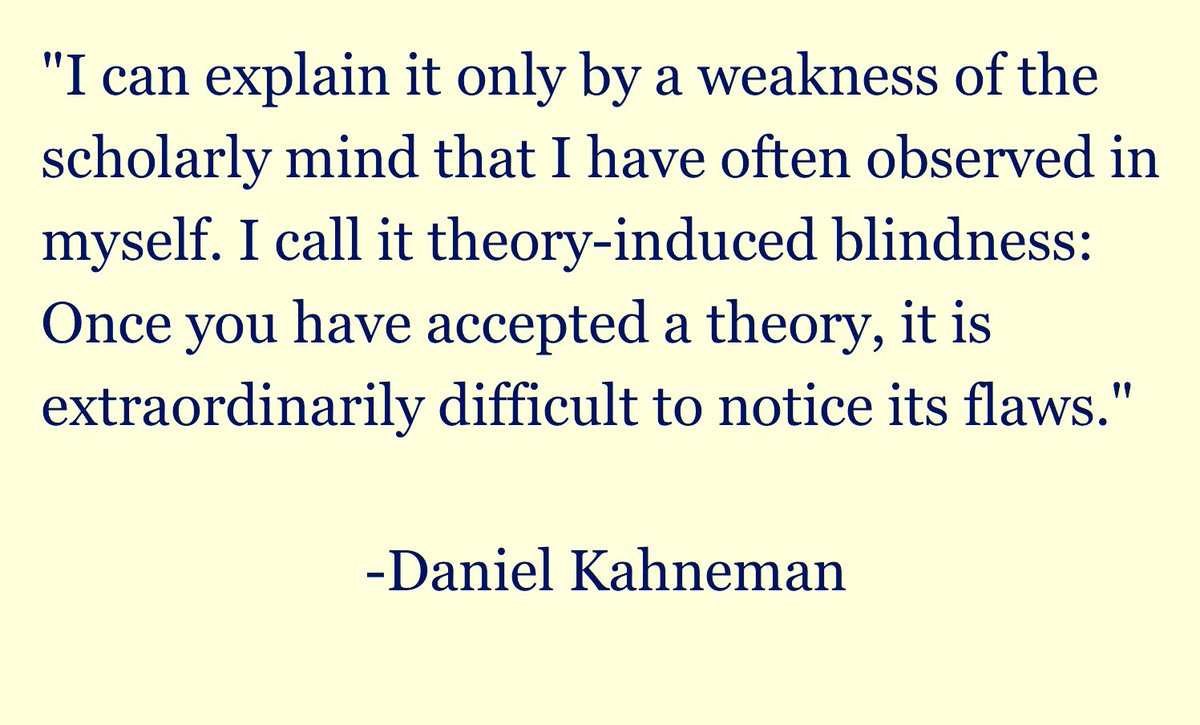 "I can explain it only by a weakness of the
scholarly mind that I have often observed in
myself. I call it theory-induced blindness:
Once you have accepted a theory, it is
extraordinarily difficult to notice its flaws."
-Daniel Kahneman